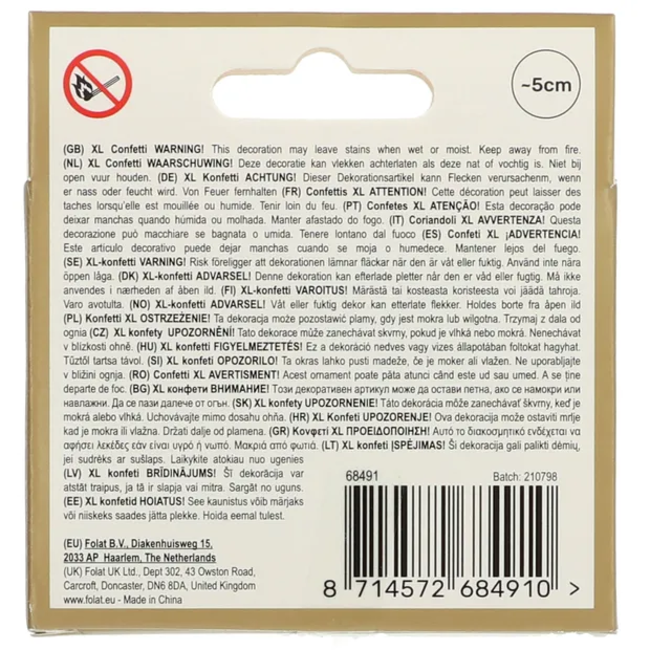 ~5cm
(GB) XL Confetti WARNING! This decoration may leave stains when wet or moist. Keep away from fire.
(NL) XL Confetti WAARSCHUWING! Deze decoratie kan vlekken achterlaten als deze nat of vochtig is. Niet bij
open vuur houden. (DE) XL Konfetti ACHTUNG! Dieser Dekorationsartikel kann Flecken verursachenm, wenn
er nass oder feucht wird. Von Feuer fernhalten (FR) Confettis XL ATTENTION! Cette décoration peut laisser des
taches lorsqu'elle est mouillée ou humide. Tenir loin du feu. (PT) Confetes XL ATENÇÃO! Esta decoração pode
deixar manchas quando húmida ou molhada. Manter afastado do fogo. (IT) Coriandoli XL AVVERTENZA! Questa
decorazione può macchiare se bagnata o umida. Tenere lontano dal fuoco (ES) Confeti XL ¡ADVERTENCIA!
Este artículo decorativo puede dejar manchas cuando se moja o humedece. Mantener lejos del fuego.
(SE) XL-konfetti VARNING! Risk föreligger att dekorationen lämnar fläckar när den är våt eller fuktig. Använd inte nära
öppen låga. (DK) XL-konfetti ADVARSEL! Denne dekoration kan efterlade pletter når den er våd eller fugtig. Må ikke
anvendes i nærheden af åben ild. (FI) XL-konfetti VAROITUS! Märästä tai kosteasta koristeesta voi jäädä tahroja.
Varo avotulta. (NO) XL-konfetti ADVARSEL! Våt eller fuktig dekor kan etterlate flekker. Holdes borte fra åpen ild
(PL) Konfetti XL OSTRZEŻENIE! Ta dekoracja może pozostawić plamy, gdy jest mokra lub wilgotna. Trzymaj z dala od
ognia (CZ) XL konfety UPOZORNĚNÍ! Tato dekorace může zanechávat skvrny, pokud je vlhká nebo mokrá. Nenechávat
v blízkosti ohně. (HU) XL konfetti FIGYELMEZTETÉS! Ez a dekoráció nedves vagy vizes állapotában foltokat hagyhat.
Tűztől tartsa távol. (SI) XL konfeti OPOZORILO! Ta okras lahko pusti madeže, če je moker ali vlažen. Ne uporabljajte
v bližini ognja. (RO) Confetti XL AVERTISMENT! Acest ornament poate păta atunci când este ud sau umed. A se ține
departe de foc. (BG) XL конфети ВНИМАНИЕ! Този декоративен артикул може да остави петна, ако се намокри или
навлажни. Да се пази далече от огън. (SK) XL konfety UPOZORNENIE! Táto dekorácia môže zanechávať škvrny, keď je
mokrá alebo vlhká. Uchovávajte mimo dosahu ohňa. (HR) XL Konfeti UPOZORENJE! Ova dekoracija može ostaviti mrlje
kad je mokra ili vlažna. Držati dalje od plamena. (GR) Κονφετί XL ΠΡΟΕΙΔΟΠΟΙΗΣΗ! Αυτό το διακοσμητικό ενδέχεται να
αφήσει λεκέδες εάν είναι υγρό ή νωπό. Μακριά από φωτιά. (LT) XL konfeti ĮSPĖJIMAS! Ši dekoracija gali palikti dėmių,
jei sudrėks ar sušlaps. Laikykite atokiau nuo ugnies
(LV) XL konfeti BRĪDINĀJUMS! Šī dekorācija var
atstāt traipus, ja tā ir slapja vai mitra. Sargāt no uguns.
(EE) XL konfetid HOIATUS! See kaunistus võib märjaks
või niiskeks saades jätta plekke. Hoida eemal tulest.
68491
Batch: 210798
(EU) Folat B.V., Diakenhuisweg 15,
2033 AP Haarlem, The Netherlands
(UK) Folat UK Ltd., Dept 302, 43 Owston Road,
Carcroft, Doncaster, DN6 8DA, United Kingdom
www.folat.eu - Made in China
8 714572 684910 >